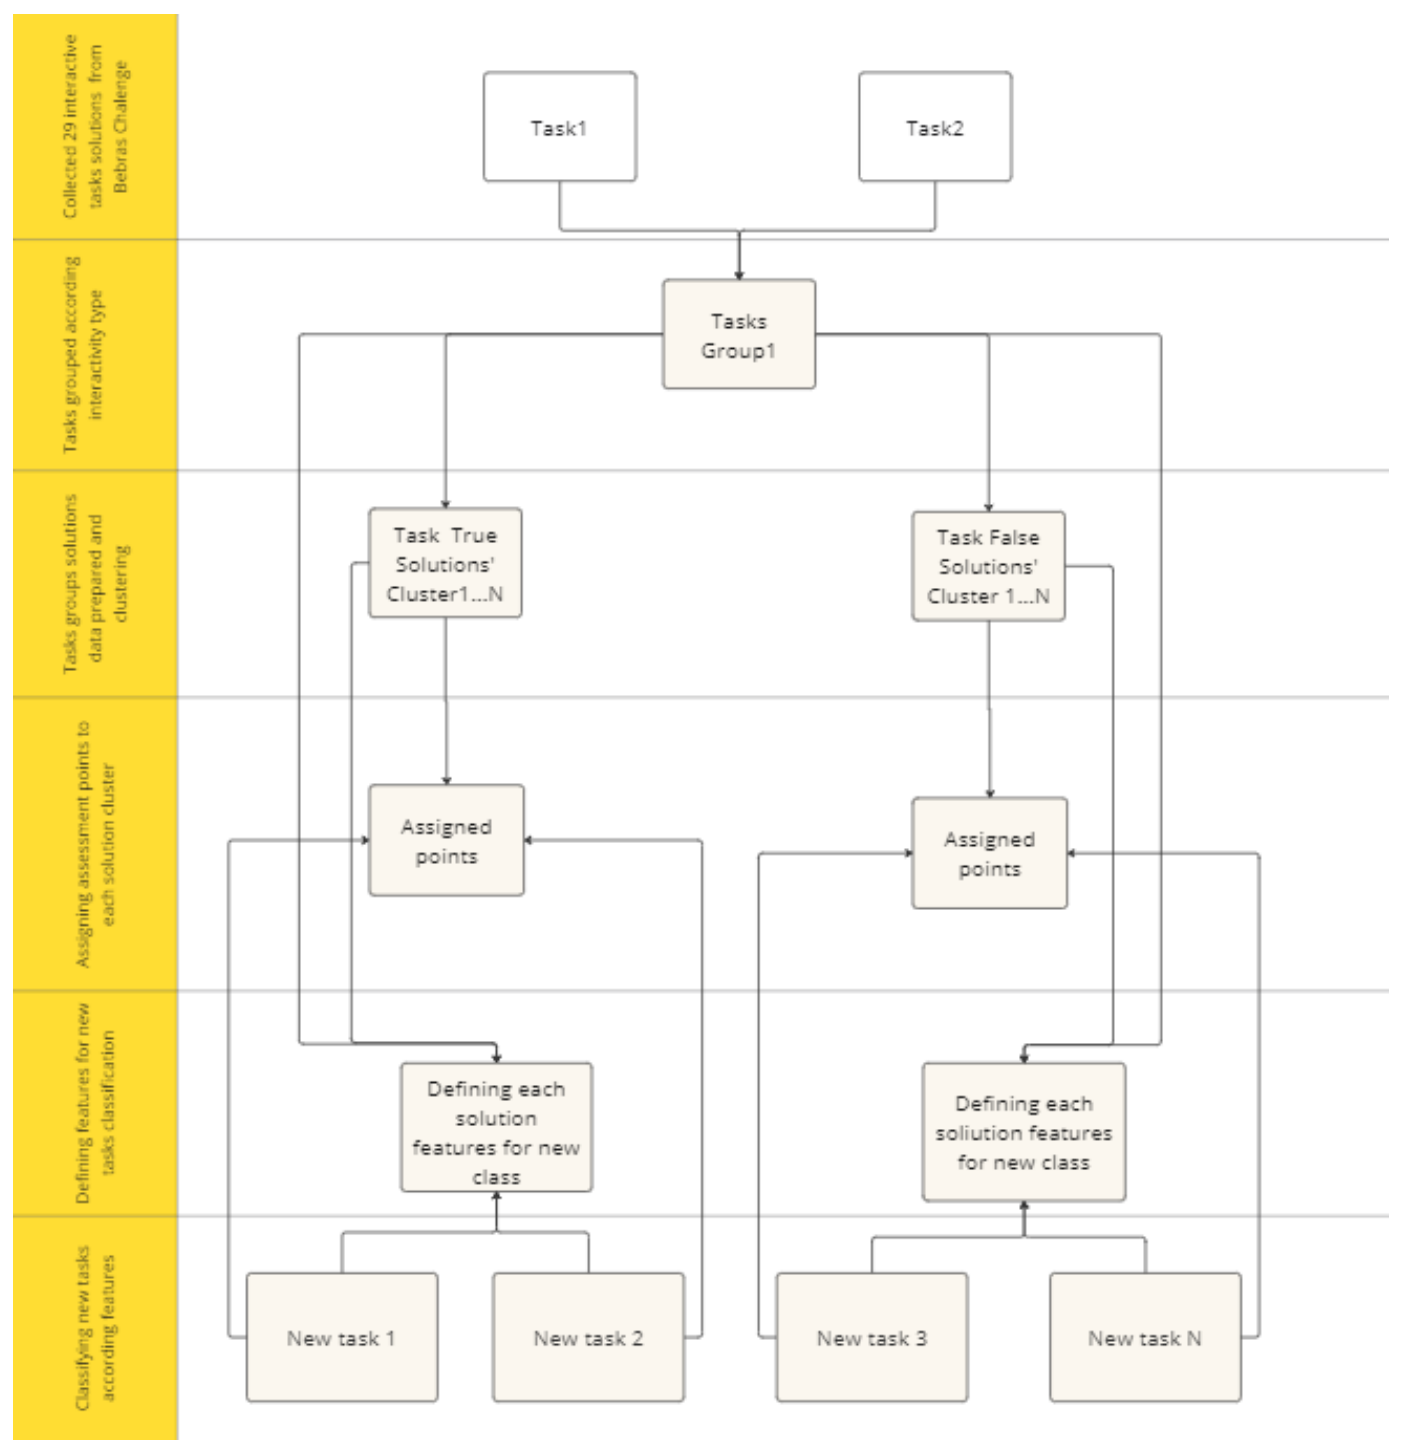 Collected 29 interactive
tasks solutions from
Bebras Chalenge
Task1
Task2
Tasks grouped according
interactivity type
Tasks
Group1
Tasks groups solutions
data prepared and
clustering
Task True
Solutions'
Cluster1...N
Task False
Solutions'
Cluster 1...N
Assigning assessment points to
each solution cluster
Assigned
points
Assigned
points
Defining features for new
tasks classification
Defining each
solution
features for new
class
Defining each
soliution features
for new class
Classifying new tasks
according features
New task 1
New task 2
New task 3
New task N